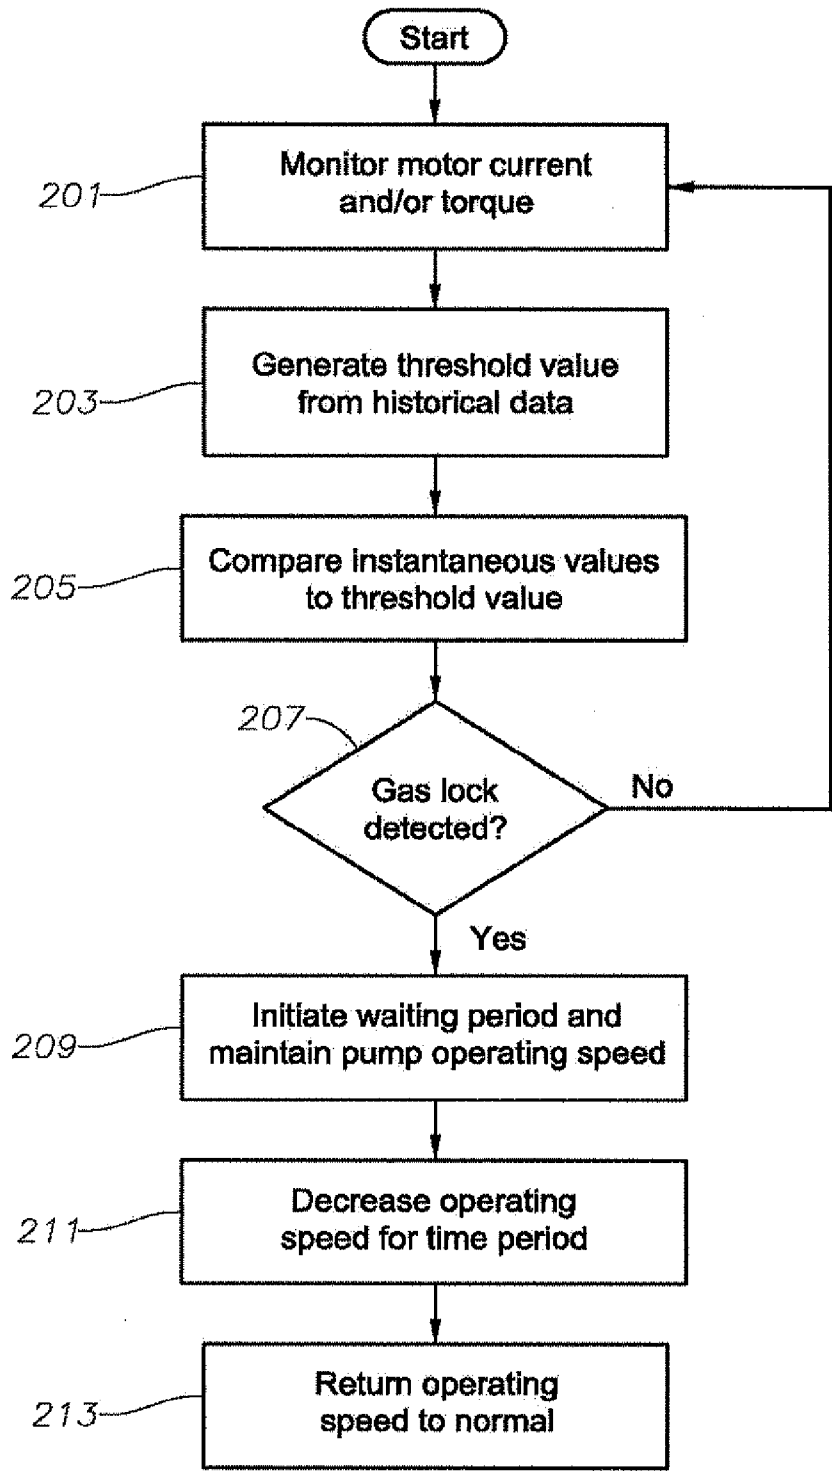 Start
201
Monitor motor current
and/or torque
203
Generate threshold value
from historical data
205
Compare instantaneous values
to threshold value
207
Gas lock
detected?
No
Yes
209
Initiate waiting period and
maintain pump operating speed
211
Decrease operating
speed for time period
213
Return operating
speed to normal